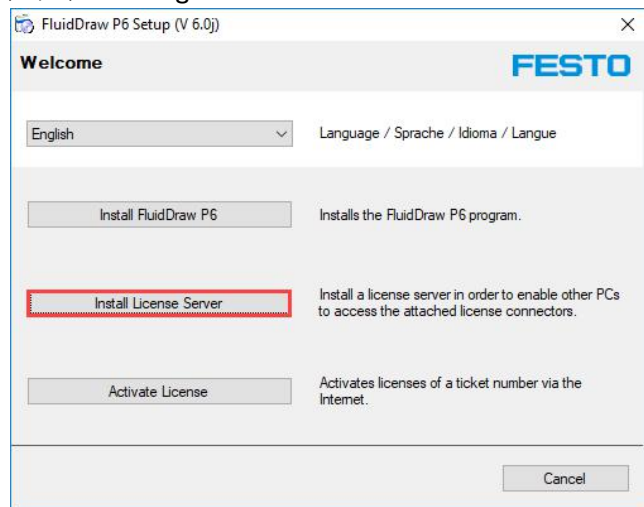 FluidDraw P6 Setup (V 6.0j)
Welcome
FESTO
English
Language / Sprache / Idioma / Langue
Install FluidDraw P6
Installs the FluidDraw P6 program.
Install License Server
Install a license server in order to enable other PCs
to access the attached license connectors.
Activate License
Activates licenses of a ticket number via the
Internet.
Cancel